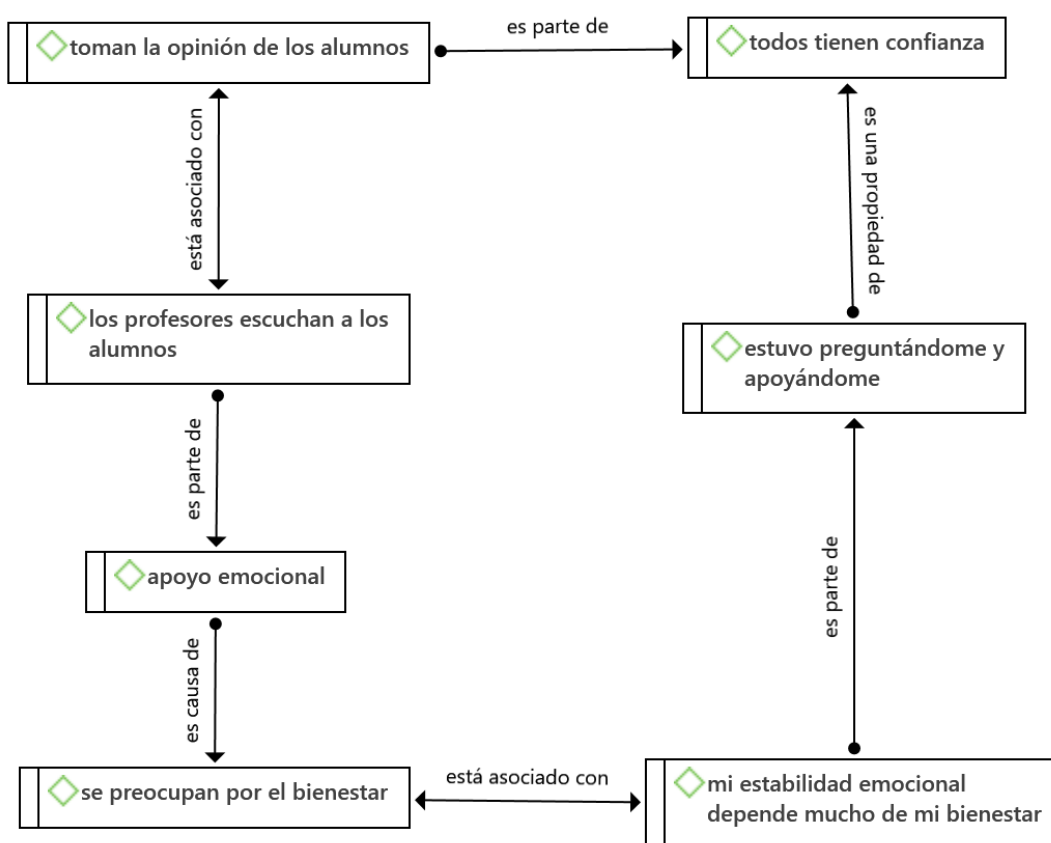 es parte de
toman la opinión de los alumnos
todos tienen confianza
está asociado con
es una propiedad de
los profesores escuchan a los
alumnos
estuvo preguntándome y
apoyándome
es parte de
apoyo emocional
es parte de
es causa de
está asociado con
se preocupan por el bienestar
mi estabilidad emocional
depende mucho de mi bienestar